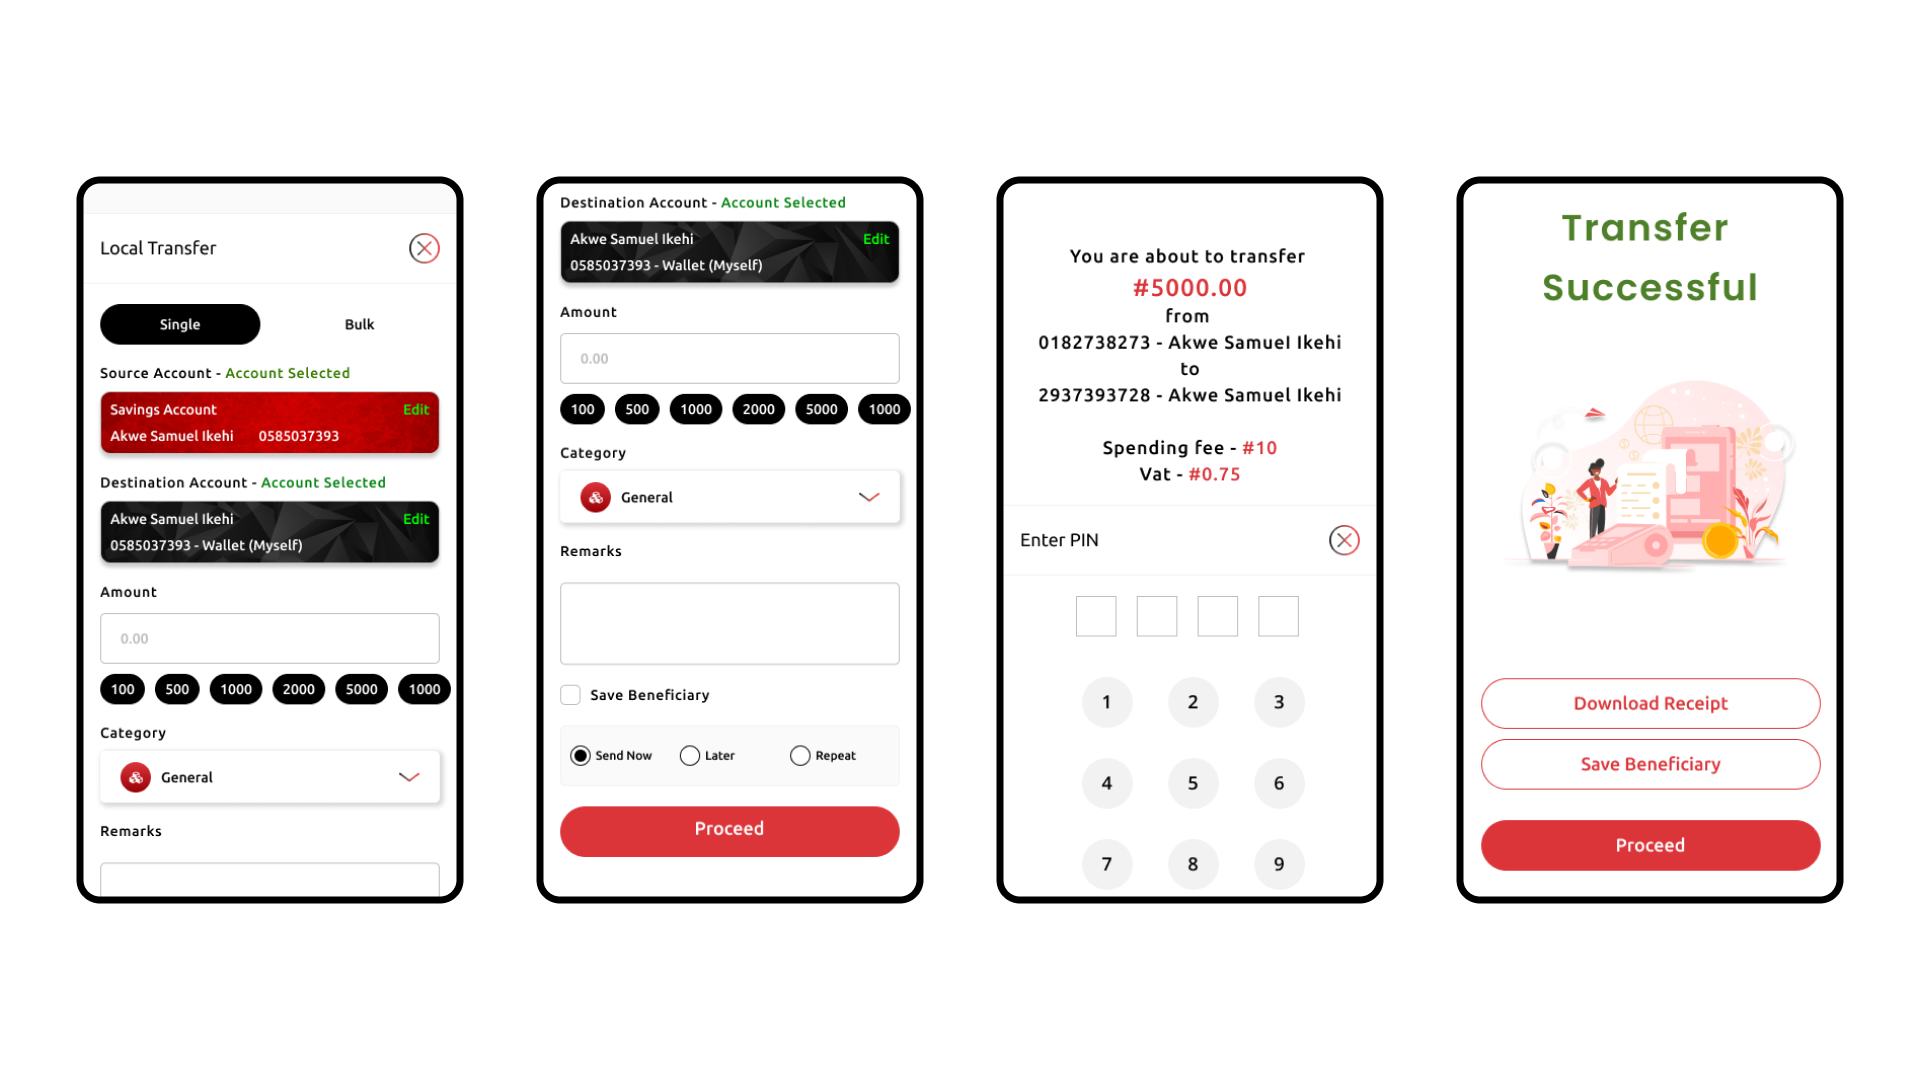 Local Transfer
Single Bulk
Source Account - Account Selected
Savings Account Edit
Akwe Samuel Ikehi 0585037393
Destination Account - Account Selected
Akwe Samuel Ikehi Edit
0585037393 - Wallet (Myself)
Amount
0.00
100 500 1000 2000 5000 1000
Category
General
Remarks
Destination Account - Account Selected
Akwe Samuel Ikehi Edit
0585037393 - Wallet (Myself)
Amount
0.00
100 500 1000 2000 5000 1000
Category
General
Remarks
Save Beneficiary
Send Now Later Repeat
Proceed
You are about to transfer
#5000.00
from
0182738273 - Akwe Samuel Ikehi
to
2937393728 - Akwe Samuel Ikehi
Spending fee - #10
Vat - #0.75
Enter PIN
1 2 3
4 5 6
7 8 9
Transfer
Successful
Download Receipt
Save Beneficiary
Proceed